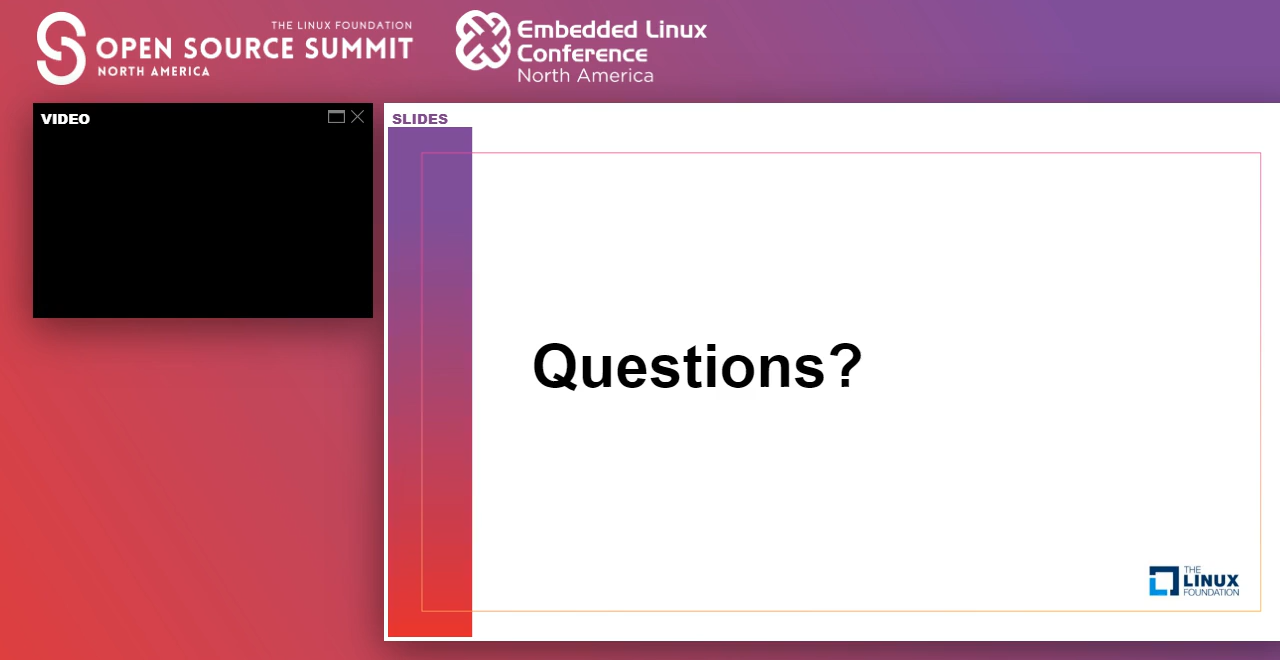 THE LINUX FOUNDATION
OPEN SOURCE SUMMIT
NORTH AMERICA
Embedded Linux
Conference
North America
VIDEO
SLIDES
Questions?
THE
LINUX
FOUNDATION